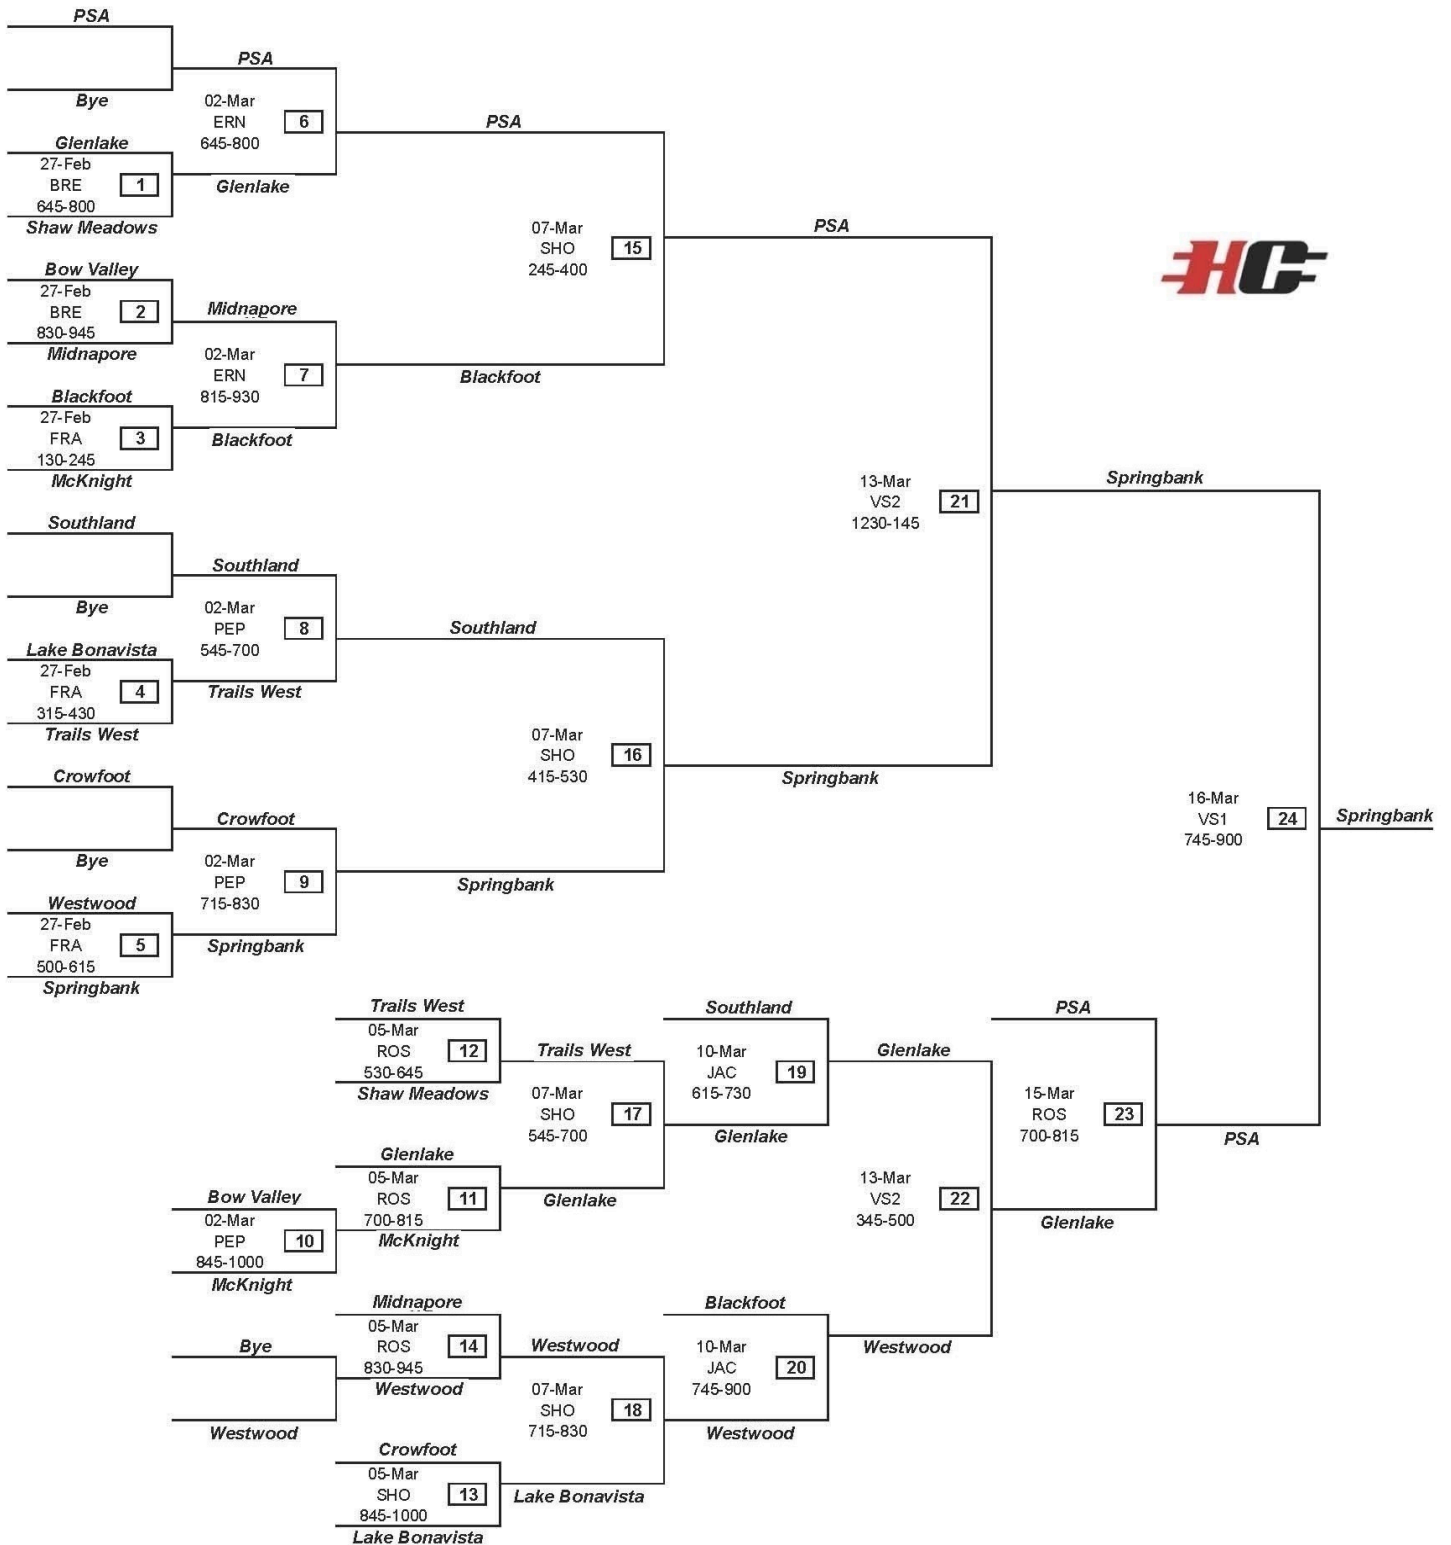 PSA
PSA
Bye
02-Mar
ERN
6
645-800
PSA
Glenlake
27-Feb
BRE
1
645-800
Glenlake
Shaw Meadows
07-Mar
SHO
15
245-400
PSA
HC
Bow Valley
27-Feb
BRE
2
830-945
Midnapore
Midnapore
02-Mar
ERN
7
815-930
Blackfoot
Blackfoot
27-Feb
FRA
3
130-245
Blackfoot
McKnight
13-Mar
VS2
21
1230-145
Springbank
Southland
Southland
Bye
02-Mar
PEP
8
545-700
Southland
Lake Bonavista
27-Feb
FRA
4
315-430
Trails West
Trails West
07-Mar
SHO
16
415-530
Springbank
Crowfoot
Crowfoot
Bye
02-Mar
PEP
9
715-830
Springbank
16-Mar
VS1
24
745-900
Springbank
Westwood
27-Feb
FRA
5
500-615
Springbank
Springbank
Trails West
05-Mar
ROS
12
530-645
Shaw Meadows
Trails West
07-Mar
SHO
17
545-700
Southland
10-Mar
JAC
19
615-730
Glenlake
Glenlake
PSA
15-Mar
ROS
23
700-815
PSA
Glenlake
05-Mar
ROS
11
700-815
McKnight
Glenlake
Bow Valley
02-Mar
PEP
10
845-1000
McKnight
13-Mar
VS2
22
345-500
Glenlake
Midnapore
05-Mar
ROS
14
830-945
Westwood
Bye
Westwood
Westwood
07-Mar
SHO
18
715-830
Blackfoot
10-Mar
JAC
20
745-900
Westwood
Westwood
Crowfoot
05-Mar
SHO
13
845-1000
Lake Bonavista
Lake Bonavista